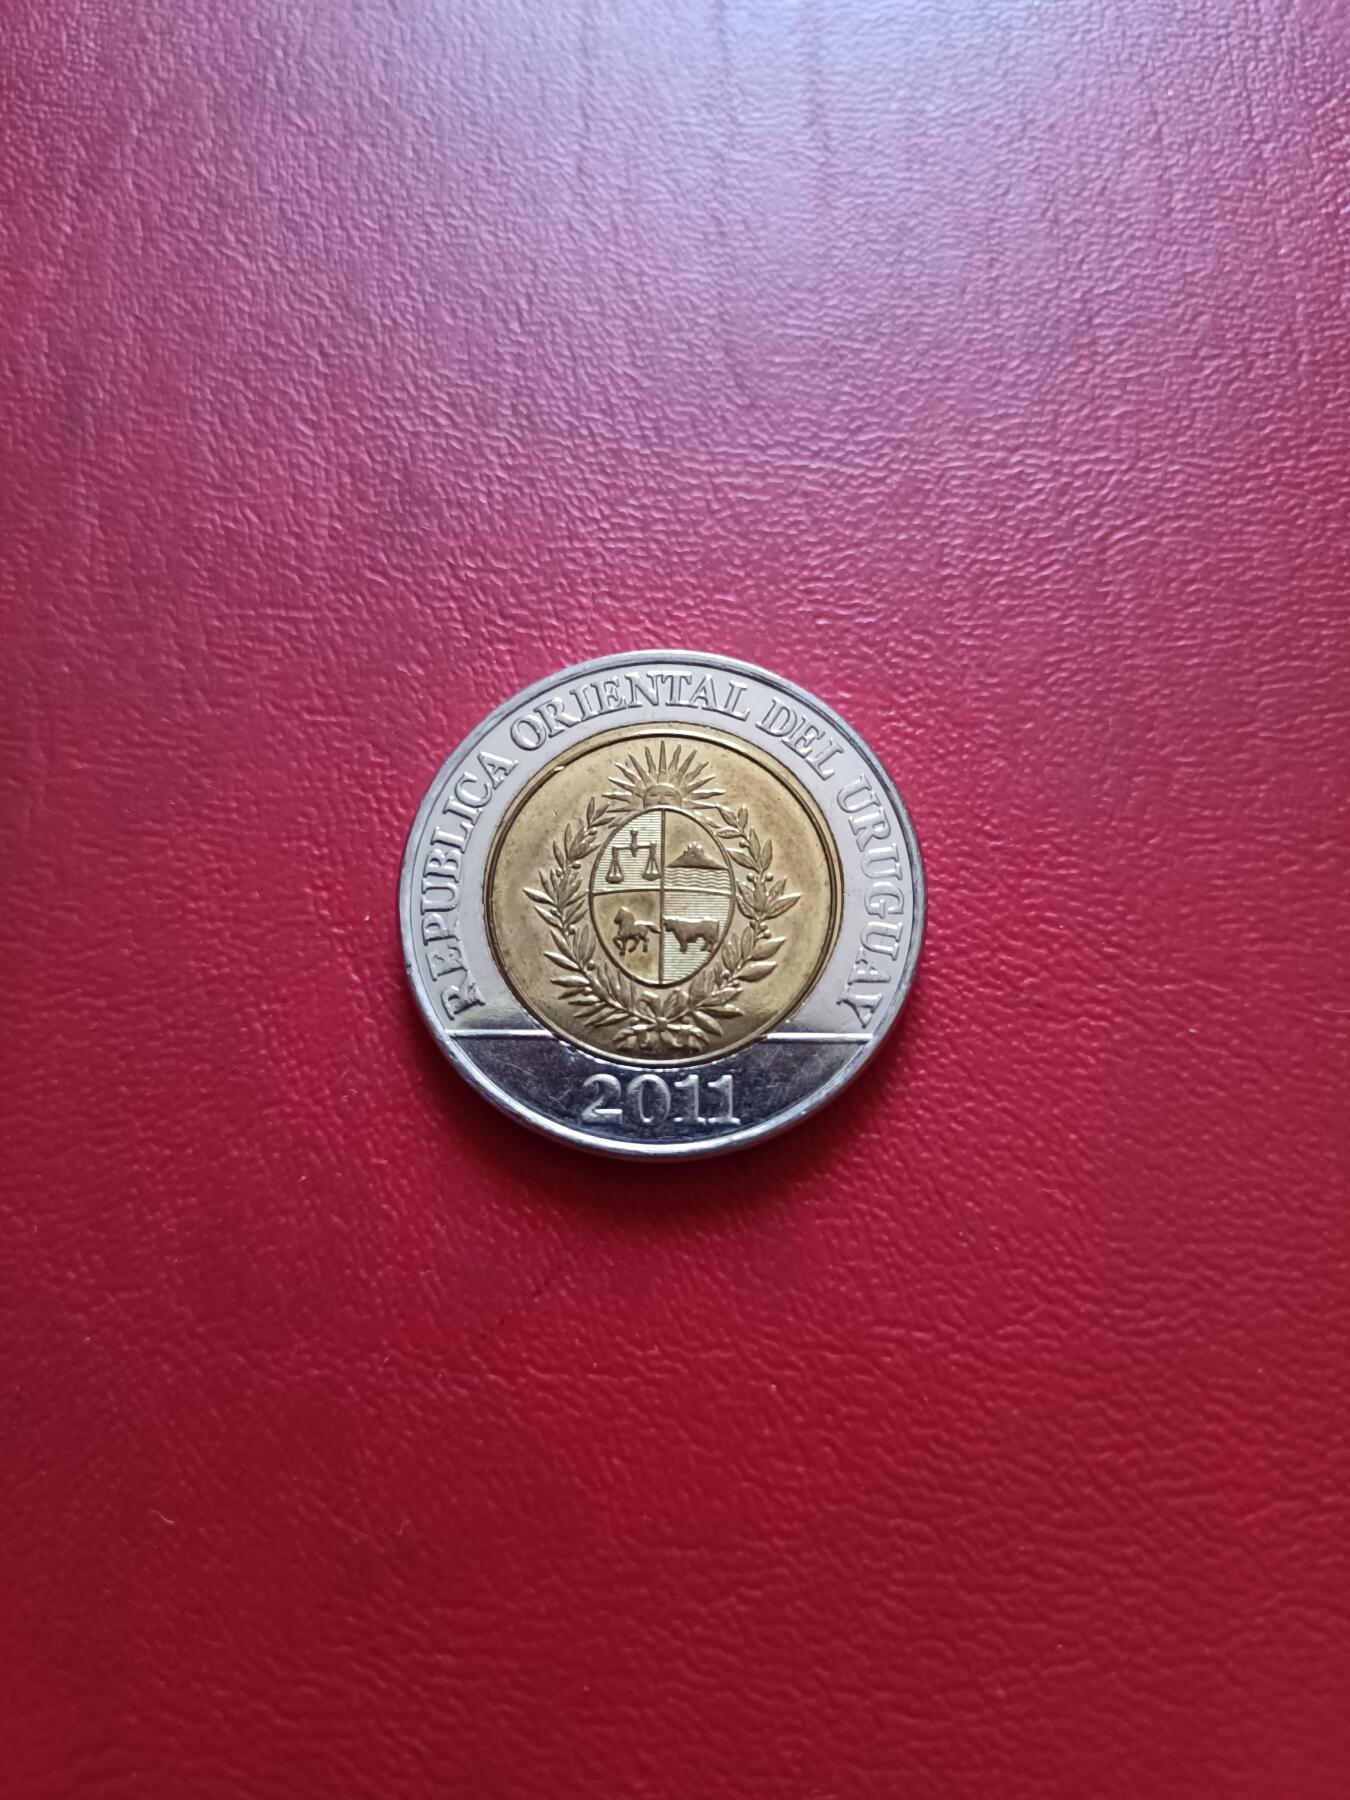 REPUBLICA ORIENTAL DEL URUGUAY
2011